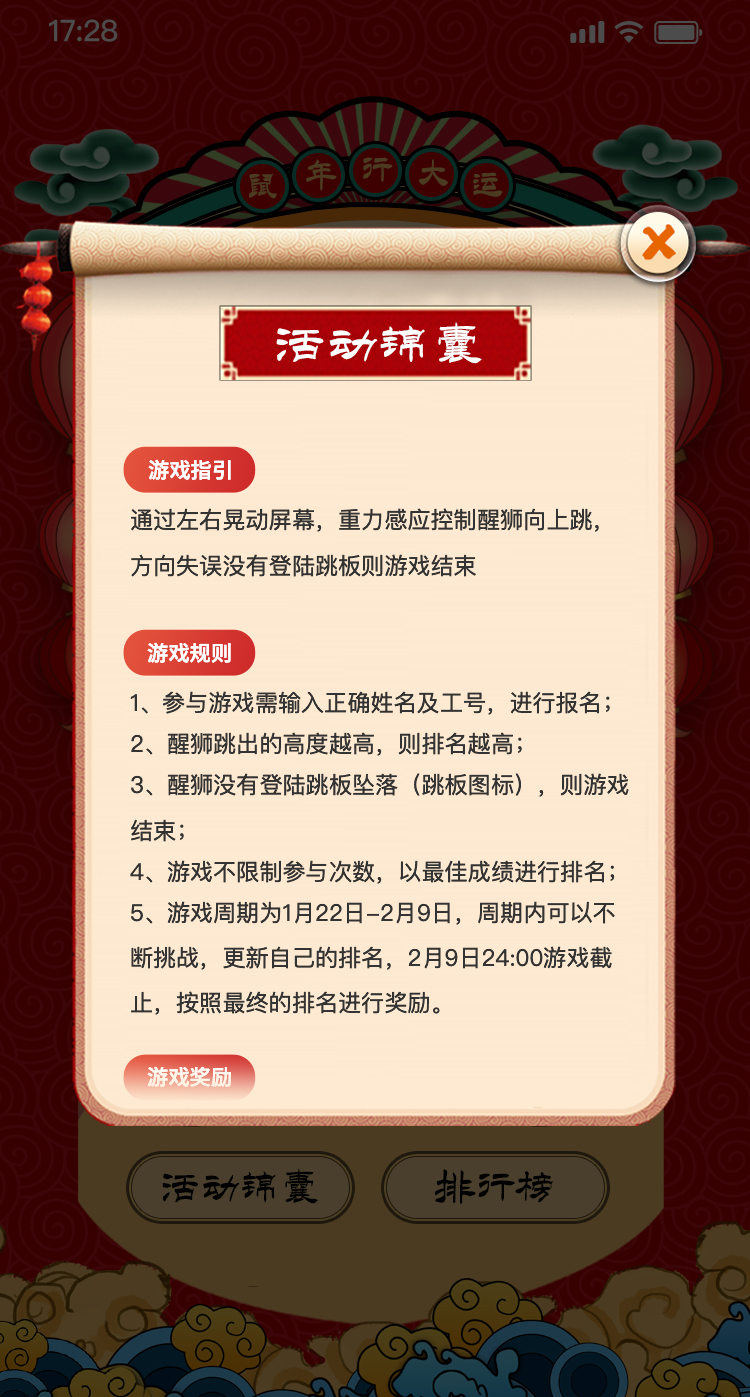 17:28
鼠年行大运
活动锦囊
游戏指引
通过左右晃动屏幕，重力感应控制醒狮向上跳，
方向失误没有登陆跳板则游戏结束
游戏规则
1、参与游戏需输入正确姓名及工号，进行报名；
2、醒狮跳出的高度越高，则排名越高；
3、醒狮没有登陆跳板坠落（跳板图标），则游戏
结束；
4、游戏不限制参与次数，以最佳成绩进行排名；
5、游戏周期为1月22日–2月9日，周期内可以不
断挑战，更新自己的排名，2月9日24:00游戏截
止，按照最终的排名进行奖励。
游戏奖励
活动锦囊 排行榜